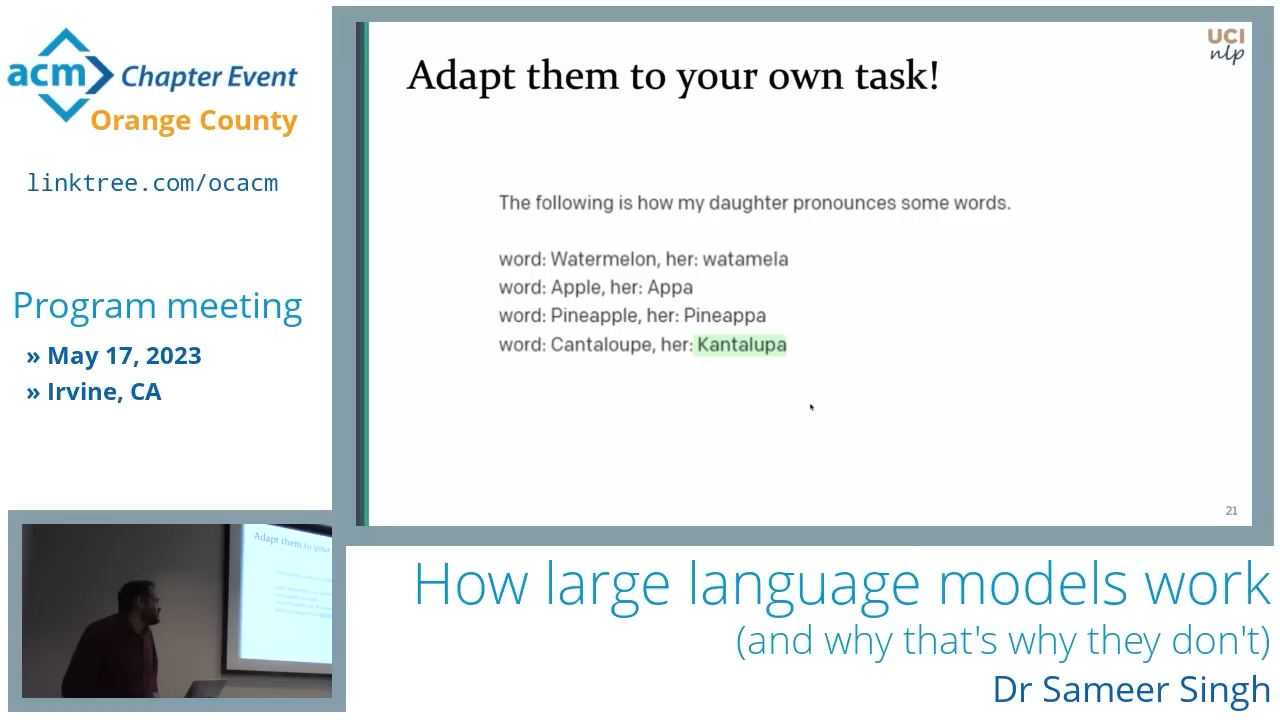 acm Chapter Event
Orange County
linktree.com/ocacm
Program meeting
» May 17, 2023
» Irvine, CA
UCI
nlp
Adapt them to your own task!
The following is how my daughter pronounces some words.
word: Watermelon, her: watamela
word: Apple, her: Appa
word: Pineapple, her: Pineappa
word: Cantaloupe, her: Kantalupa
21
Adapt them to your
How large language models work
(and why that's why they don't)
Dr Sameer Singh